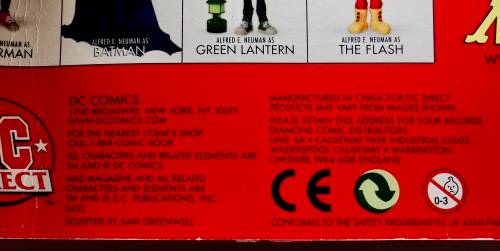 ALFRED E. NEUMAN AS
BATMAN
ALFRED E. NEUMAN AS
GREEN LANTERN
ALFRED E. NEUMAN AS
THE FLASH
RMAN
DC COMICS
1700 BROADWAY, NEW YORK, NY 10019
WWW.DCCOMICS.COM
FOR THE NEAREST COMICS SHOP,
CALL 1-888-COMIC BOOK
ALL CHARACTERS AND RELATED ELEMENTS ARE
TM AND © DC COMICS.
MAD MAGAZINE AND ALL RELATED
CHARACTERS AND ELEMENTS ARE
TM AND © E.C. PUBLICATIONS, INC.
SCULPTED BY SAM GREENWELL
MANUFACTURED IN CHINA FOR DC DIRECT
PRODUCTS MAY VARY FROM IMAGES SHOWN
PLEASE RETAIN THIS ADDRESS FOR YOUR RECORDS:
DIAMOND COMIC DISTRIBUTORS
UNIT 5A • CAUSEWAY PARK INDUSTRIAL ESTATE
WILDERSPOOL CAUSEWAY • WARRINGTON
CHESHIRE WA4 6QE ENGLAND
CE
0-3
CONFORMS TO THE SAFETY REQUIREMENTS OF ASTM
C
RECT
TM